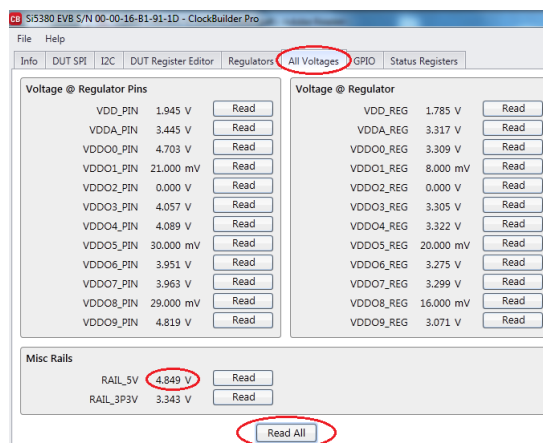 CB Si5380 EVB S/N 00-00-16-B1-91-1D - ClockBuilder Pro
File Help
Info DUT SPI I2C DUT Register Editor Regulators All Voltages GPIO Status Registers
Voltage @ Regulator Pins
VDD_PIN 1.945 V Read
VDDA_PIN 3.445 V Read
VDDO0_PIN 4.703 V Read
VDDO1_PIN 21.000 mV Read
VDDO2_PIN 0.000 V Read
VDDO3_PIN 4.057 V Read
VDDO4_PIN 4.089 V Read
VDDO5_PIN 30.000 mV Read
VDDO6_PIN 3.951 V Read
VDDO7_PIN 3.963 V Read
VDDO8_PIN 29.000 mV Read
VDDO9_PIN 4.819 V Read
Voltage @ Regulator
VDD_REG 1.785 V Read
VDDA_REG 3.317 V Read
VDDO0_REG 3.309 V Read
VDDO1_REG 8.000 mV Read
VDDO2_REG 0.000 V Read
VDDO3_REG 3.305 V Read
VDDO4_REG 3.322 V Read
VDDO5_REG 20.000 mV Read
VDDO6_REG 3.275 V Read
VDDO7_REG 3.299 V Read
VDDO8_REG 16.000 mV Read
VDDO9_REG 3.071 V Read
Misc Rails
RAIL_5V 4.849 V Read
RAIL_3P3V 3.343 V Read
Read All